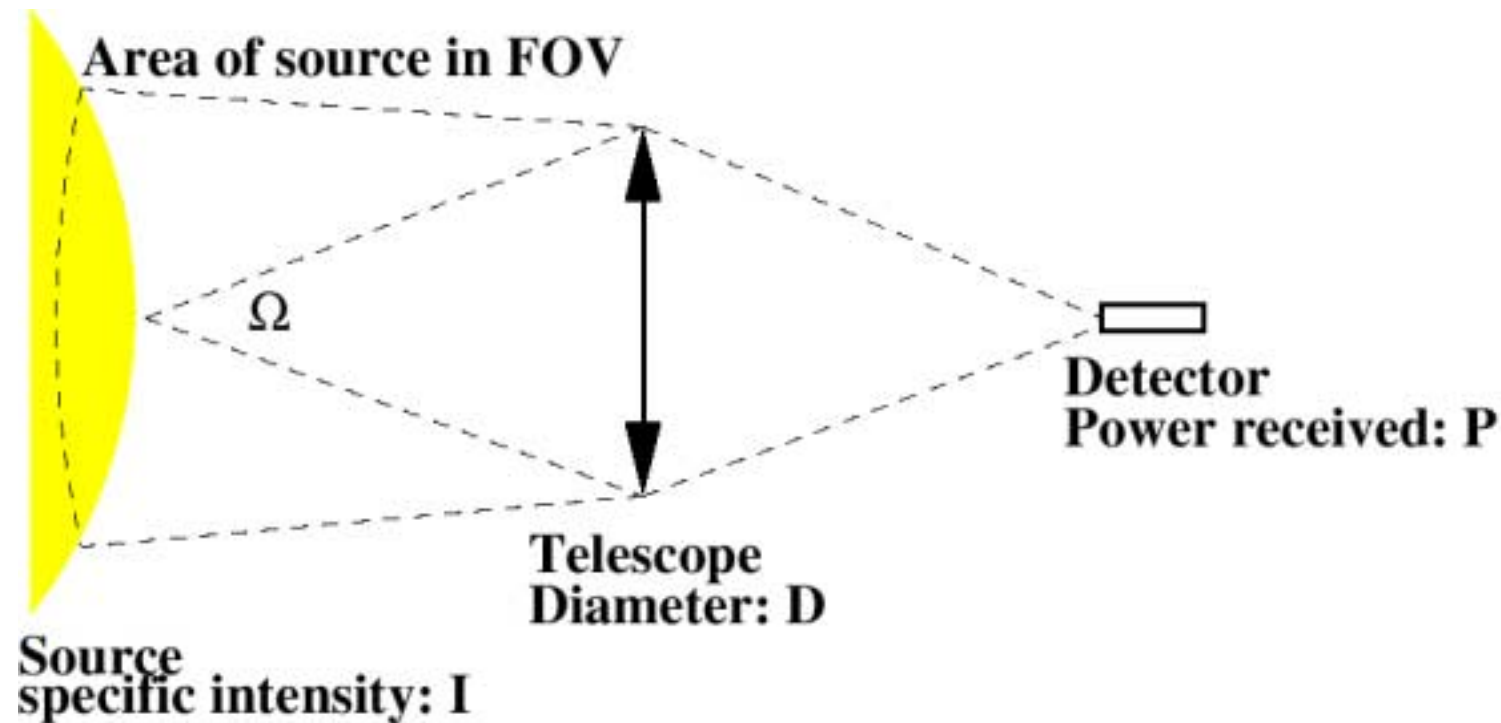 Area of source in FOV
Ω
Detector
Power received: P
Telescope
Diameter: D
Source
specific intensity: I